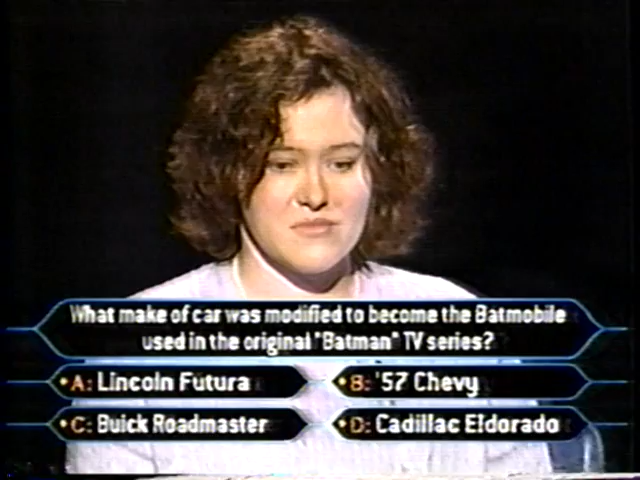 What make of car was modified to become the Batmobile
used in the original "Batman" TV series?
A: Lincoln Futura
B: '57 Chevy
C: Buick Roadmaster
D: Cadillac Eldorado